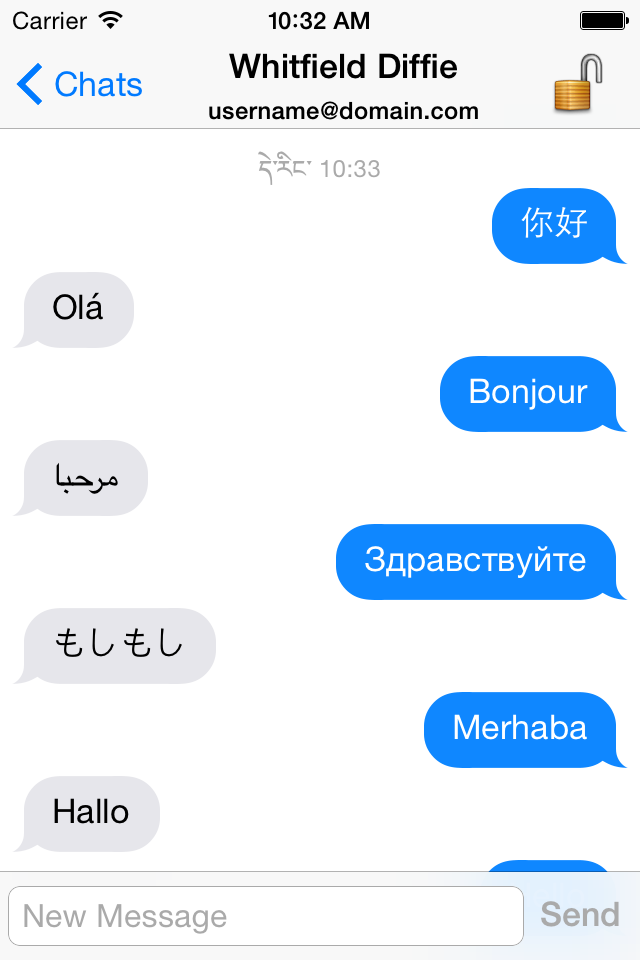 Carrier 10:32 AM
Chats
Whitfield Diffie
username@domain.com
དེ་རིང་ 10:33
你好
Olá
Bonjour
مرحبا
Здравствуйте
もしもし
Merhaba
Hallo
New Message
Send